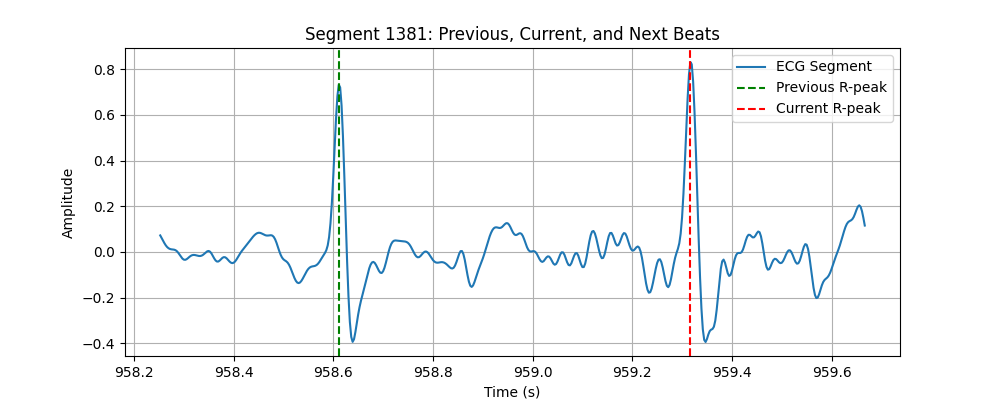 Segment 1381: Previous, Current, and Next Beats
ECG Segment
Previous R-peak
Current R-peak
Amplitude
0.8
0.6
0.4
0.2
0.0
−0.2
−0.4
958.2 958.4 958.6 958.8 959.0 959.2 959.4 959.6
Time (s)